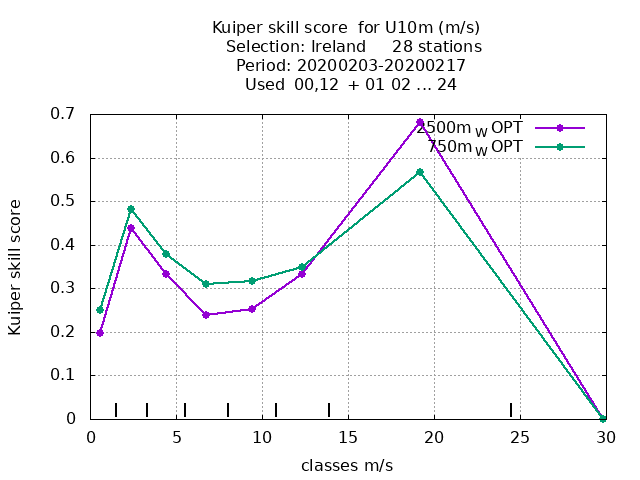 Kuiper skill score for U10m (m/s)
Selection: Ireland 28 stations
Period: 20200203-20200217
Used 00,12 + 01 02 ... 24
0.7
0.6
0.5
0.4
0.3
0.2
0.1
0
Kuiper skill score
2500m W OPT
750m W OPT
0 5 10 15 20 25 30
classes m/s